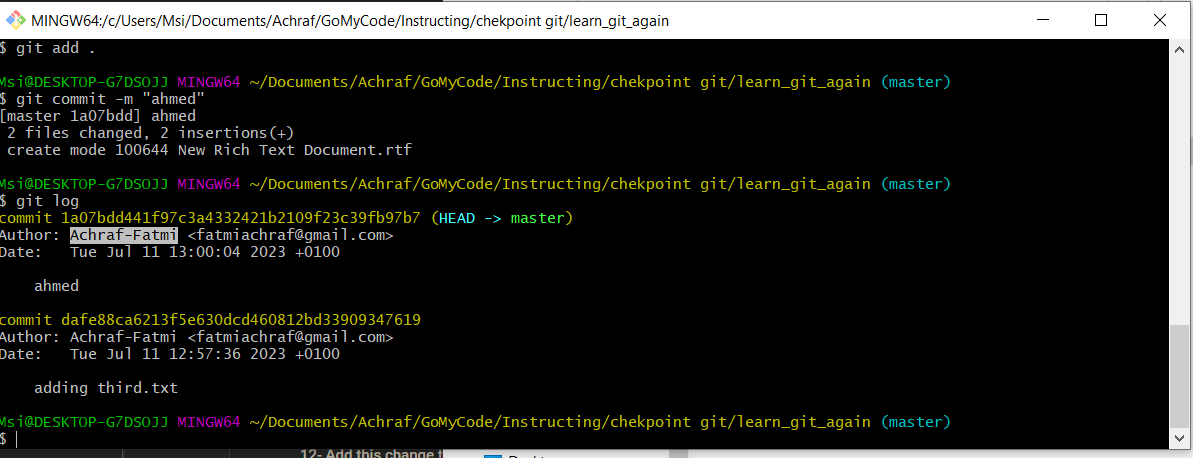 MINGW64:/c/Users/Msi/Documents/Achraf/GoMyCode/Instructing/chekpoint git/learn_git_again
$ git add .
Msi@DESKTOP-G7DSOJJ MINGW64 ~/Documents/Achraf/GoMyCode/Instructing/chekpoint git/learn_git_again (master)
$ git commit -m "ahmed"
[master 1a07bdd] ahmed
2 files changed, 2 insertions(+)
create mode 100644 New Rich Text Document.rtf
Msi@DESKTOP-G7DSOJJ MINGW64 ~/Documents/Achraf/GoMyCode/Instructing/chekpoint git/learn_git_again (master)
$ git log
commit 1a07bdd441f97c3a4332421b2109f23c39fb97b7 (HEAD -> master)
Author: Achraf-Fatmi <fatmiachraf@gmail.com>
Date:   Tue Jul 11 13:00:04 2023 +0100
ahmed
commit dafe88ca6213f5e630dcd460812bd33909347619
Author: Achraf-Fatmi <fatmiachraf@gmail.com>
Date:   Tue Jul 11 12:57:36 2023 +0100
adding third.txt
Msi@DESKTOP-G7DSOJJ MINGW64 ~/Documents/Achraf/GoMyCode/Instructing/chekpoint git/learn_git_again (master)
$
12- Add this change t